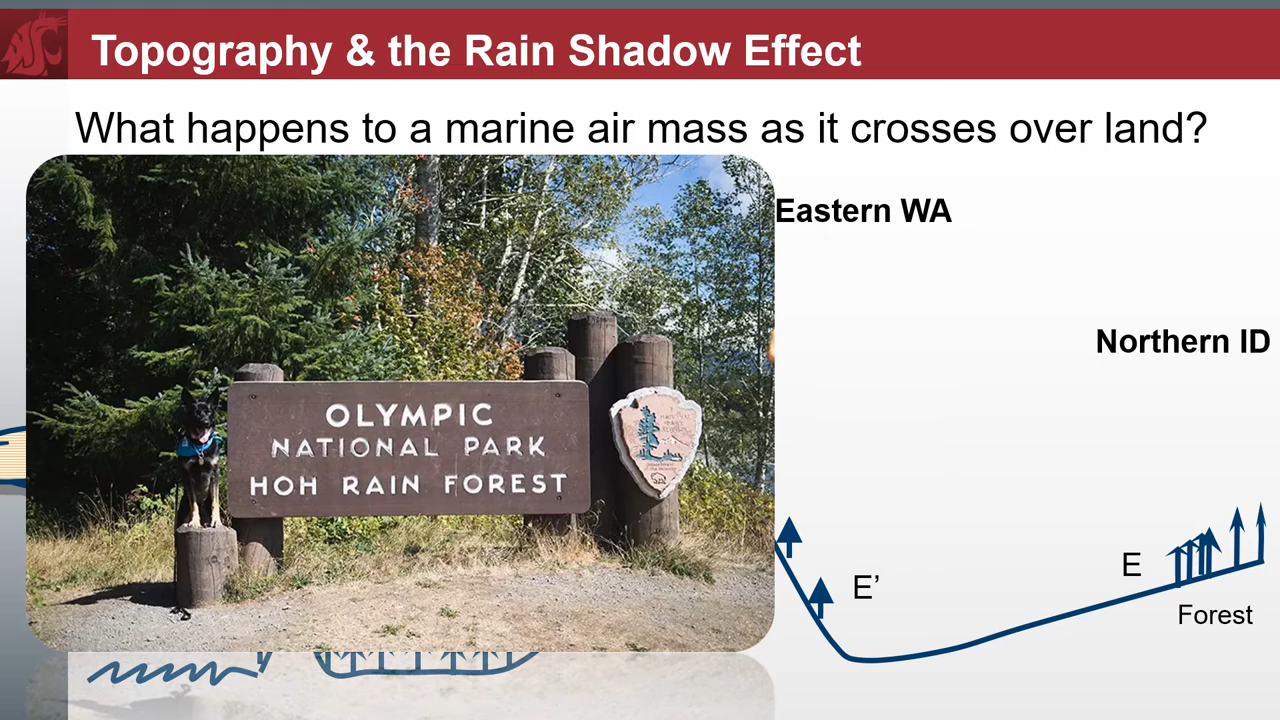 Topography & the Rain Shadow Effect
What happens to a marine air mass as it crosses over land?
Eastern WA
Northern ID
OLYMPIC
NATIONAL PARK
HOH RAIN FOREST
E’
E
Forest